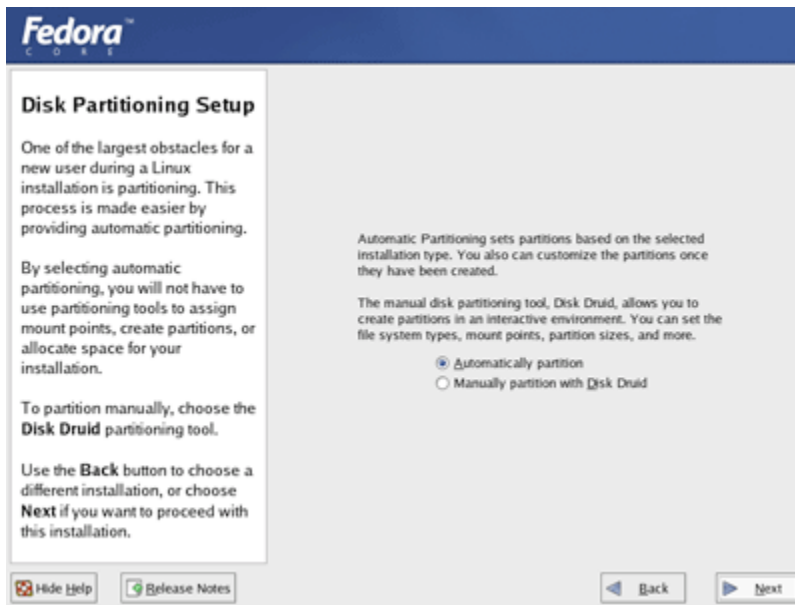 Fedora™
CORE
Disk Partitioning Setup
One of the largest obstacles for a
new user during a Linux
installation is partitioning. This
process is made easier by
providing automatic partitioning.
By selecting automatic
partitioning, you will not have to
use partitioning tools to assign
mount points, create partitions, or
allocate space for your
installation.
To partition manually, choose the
Disk Druid partitioning tool.
Use the Back button to choose a
different installation, or choose
Next if you want to proceed with
this installation.
Automatic Partitioning sets partitions based on the selected
installation type. You also can customize the partitions once
they have been created.
The manual disk partitioning tool, Disk Druid, allows you to
create partitions in an interactive environment. You can set the
file system types, mount points, partition sizes, and more.
Automatically partition
Manually partition with Disk Druid
Hide Help
Release Notes
Back
Next